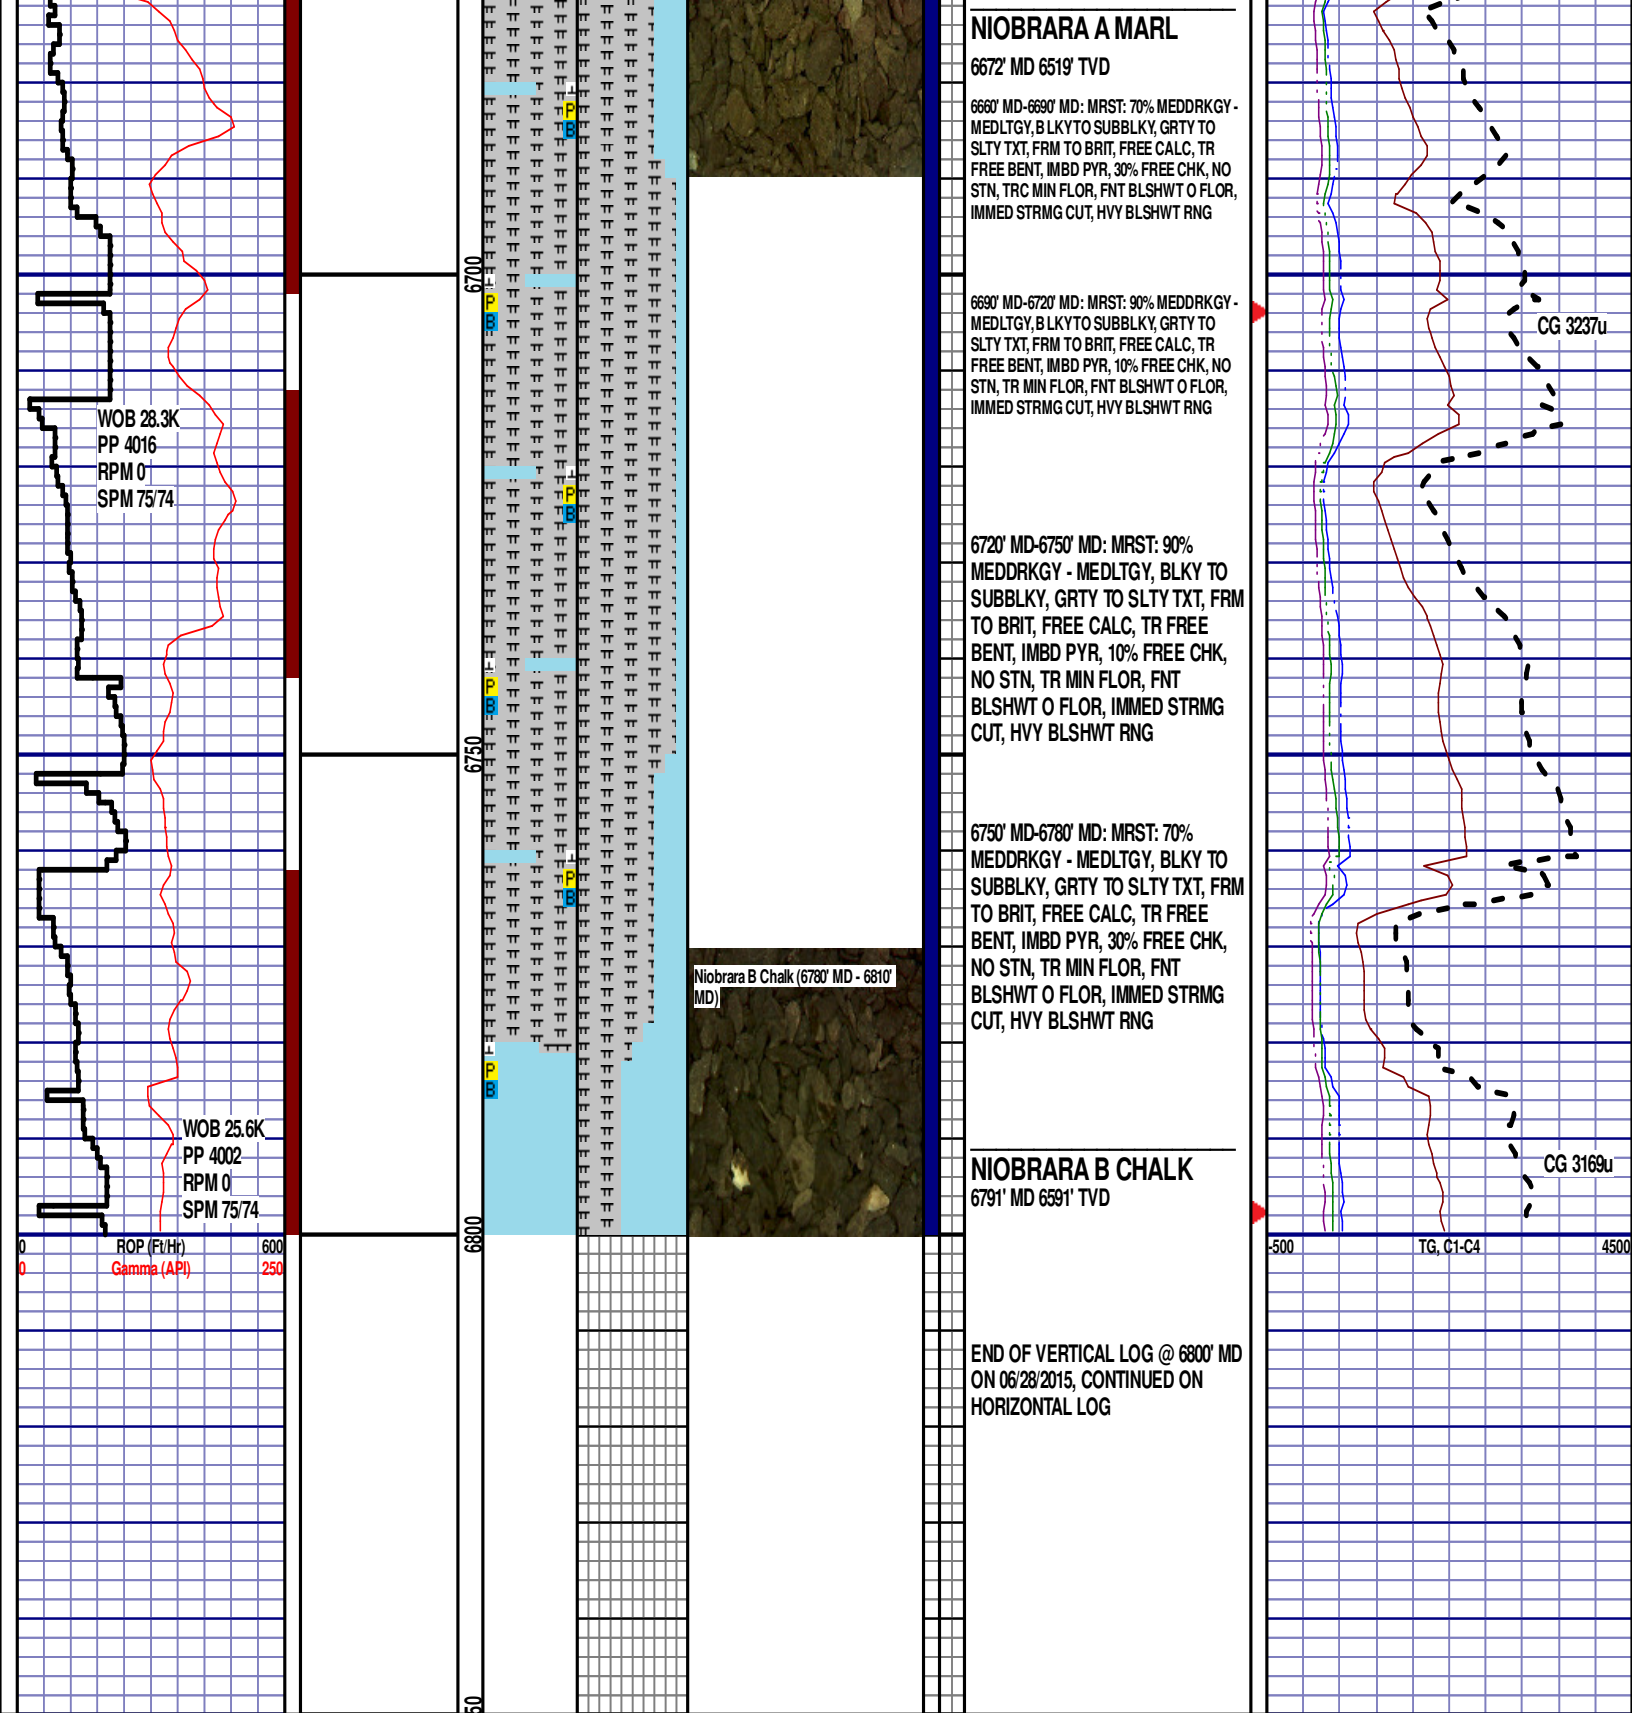 NIOBRARA A MARL
6672' MD 6519' TVD
6660' MD-6690' MD: MRST: 70% MEDDRKGY -
MEDLTGY, BLKYTO SUBBLKY, GRTY TO
SLTY TXT, FRM TO BRIT, FREE CALC, TR
FREE BENT, IMBD PYR, 30% FREE CHK, NO
STN, TRC MIN FLOR, FNT BLSHWT O FLOR,
IMMED STRMG CUT, HVY BLSHWT RNG
P
B
6700
P
B
6690' MD-6720' MD: MRST: 90% MEDDRKGY -
MEDLTGY, BLKYTO SUBBLKY, GRTY TO
SLTY TXT, FRM TO BRIT, FREE CALC, TR
FREE BENT, IMBD PYR, 10% FREE CHK, NO
STN, TR MIN FLOR, FNT BLSHWT O FLOR,
IMMED STRMG CUT, HVY BLSHWT RNG
CG 3237u
WOB 28.3K
PP 4016
RPM 0
SPM 75/74
P
B
6720' MD-6750' MD: MRST: 90%
MEDDRKGY - MEDLTGY, BLKY TO
SUBBLKY, GRTY TO SLTY TXT, FRM
TO BRIT, FREE CALC, TR FREE
BENT, IMBD PYR, 10% FREE CHK,
NO STN, TR MIN FLOR, FNT
BLSHWT O FLOR, IMMED STRMG
CUT, HVY BLSHWT RNG
P
B
6750
6750' MD-6780' MD: MRST: 70%
MEDDRKGY - MEDLTGY, BLKY TO
SUBBLKY, GRTY TO SLTY TXT, FRM
TO BRIT, FREE CALC, TR FREE
BENT, IMBD PYR, 30% FREE CHK,
NO STN, TR MIN FLOR, FNT
BLSHWT O FLOR, IMMED STRMG
CUT, HVY BLSHWT RNG
P
B
Niobrara B Chalk (6780' MD - 6810'
MD)
P
B
WOB 25.6K
PP 4002
RPM 0
SPM 75/74
NIOBRARA B CHALK
6791' MD 6591' TVD
CG 3169u
6800
0 ROP (Ft/Hr) 600
0 Gamma (API) 250
-500 TG, C1-C4 4500
END OF VERTICAL LOG @ 6800' MD
ON 06/28/2015, CONTINUED ON
HORIZONTAL LOG
50